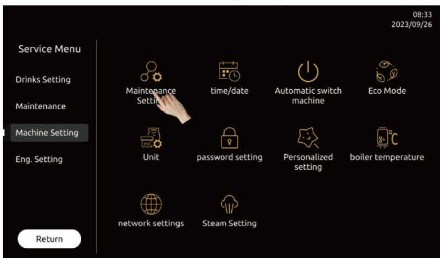 08:33
2023/09/26
Service Menu
Drinks Setting
Maintenance
Machine Setting
Eng. Setting
Return
Maintenance
Setting
time/date
Automatic switch
machine
Eco Mode
Unit
password setting
Personalized
setting
°C
boiler temperature
network settings
Steam Setting